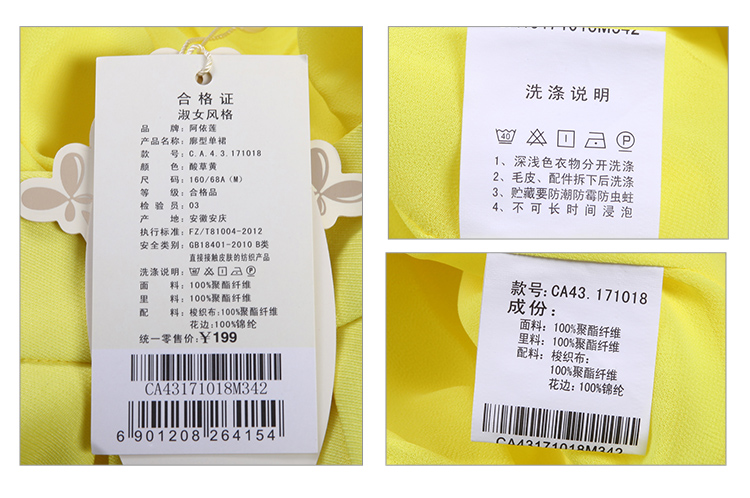 合格证
淑女风格
品 牌：阿依莲
产品名称：廓型单裙
款 号：C.A.4.3.171018
颜 色：酸草黄
尺 码：160/68A（M）
等 级：合格品
检 验 员：03
产 地：安徽安庆
执行标准：FZ/T81004-2012
安全类别：GB18401-2010 B类
直接接触皮肤的纺织产品
洗涤说明：
面 料：100%聚酯纤维
里 料：100%聚酯纤维
配 料：梭织布：100%聚酯纤维
花边：100%锦纶
统一零售价：¥199
CA43171018M342
6 901208 264154
CA43171018M342
洗涤说明
40 P
1、深浅色衣物分开洗涤
2、毛皮、配件拆下后洗涤
3、贮藏要防潮防霉防虫蛀
4、不可长时间浸泡
款号：CA43.171018
成份：
面料：100%聚酯纤维
里料：100%聚酯纤维
配料：梭织布：
100%聚酯纤维
花边：100%锦纶
CA43171018M342